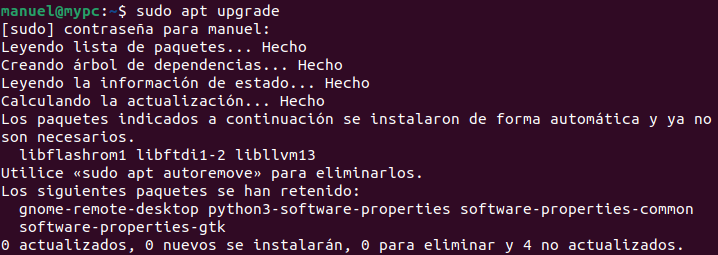 manuel@mypc:~$ sudo apt upgrade
[sudo] contraseña para manuel:
Leyendo lista de paquetes... Hecho
Creando árbol de dependencias... Hecho
Leyendo la información de estado... Hecho
Calculando la actualización... Hecho
Los paquetes indicados a continuación se instalaron de forma automática y ya no
son necesarios.
  libflashrom1 libftdi1-2 libllvm13
Utilice «sudo apt autoremove» para eliminarlos.
Los siguientes paquetes se han retenido:
  gnome-remote-desktop python3-software-properties software-properties-common
  software-properties-gtk
0 actualizados, 0 nuevos se instalarán, 0 para eliminar y 4 no actualizados.